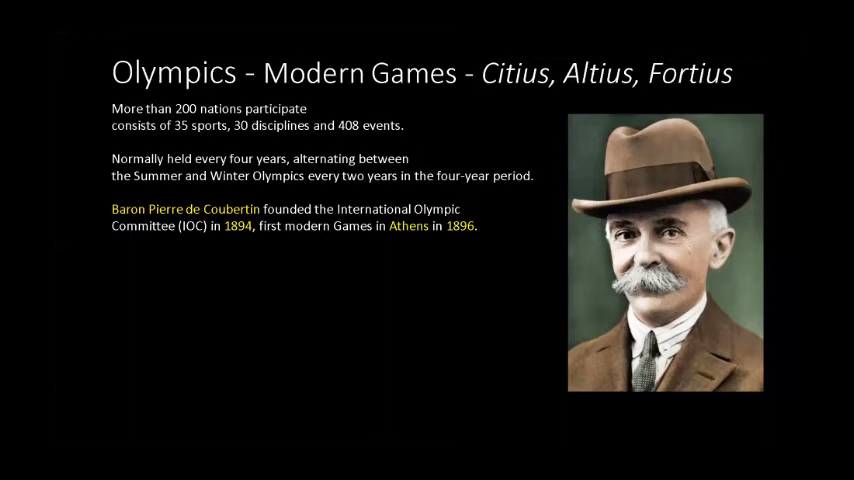 Olympics - Modern Games - Citius, Altius, Fortius
More than 200 nations participate
consists of 35 sports, 30 disciplines and 408 events.
Normally held every four years, alternating between
the Summer and Winter Olympics every two years in the four-year period.
Baron Pierre de Coubertin founded the International Olympic
Committee (IOC) in 1894, first modern Games in Athens in 1896.